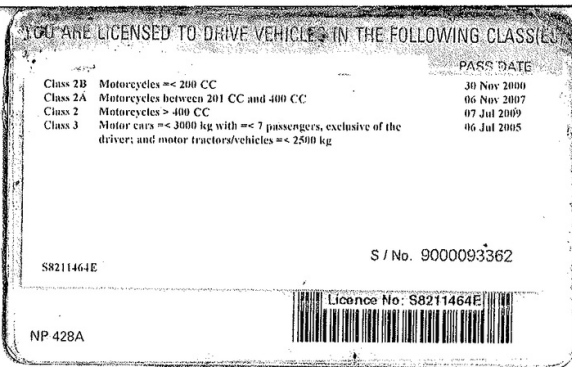 YOU ARE LICENSED TO DRIVE VEHICLES IN THE FOLLOWING CLASS(ES)
PASS DATE
Class 2B Motorcycles =< 200 CC 30 Nov 2000
Class 2A Motorcycles between 201 CC and 400 CC 06 Nov 2007
Class 2 Motorcycles > 400 CC 07 Jul 2009
Class 3 Motor cars =< 3000 kg with =< 7 passengers, exclusive of the 06 Jul 2005
driver; and motor tractors/vehicles =< 2500 kg
S / No. 9000093362
S8211464E
Licence No: S8211464E
NP 428A